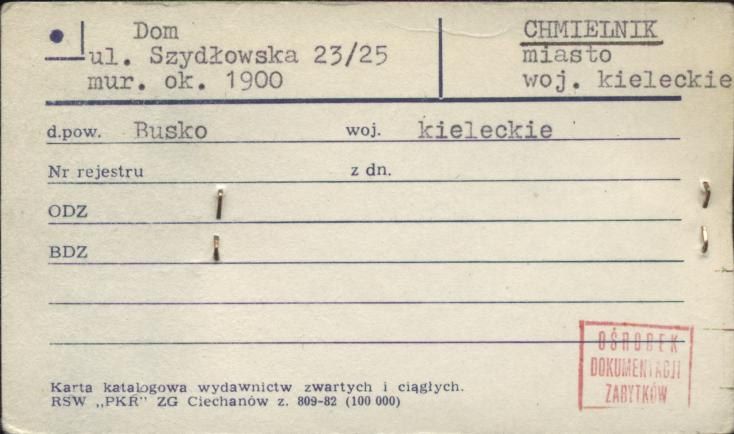 Dom
ul. Szydłowska 23/25
mur. ok. 1900
CHMIELNIK
miasto
woj. kieleckie
d.pow. Busko woj. kieleckie
Nr rejestru z dn.
ODZ
BDZ
OŚRODEK
DOKUMENTACJI
ZABYTKÓW
Karta katalogowa wydawnictw zwartych i ciągłych.
RSW „PKR” ZG Ciechanów z. 809-82 (100 000)